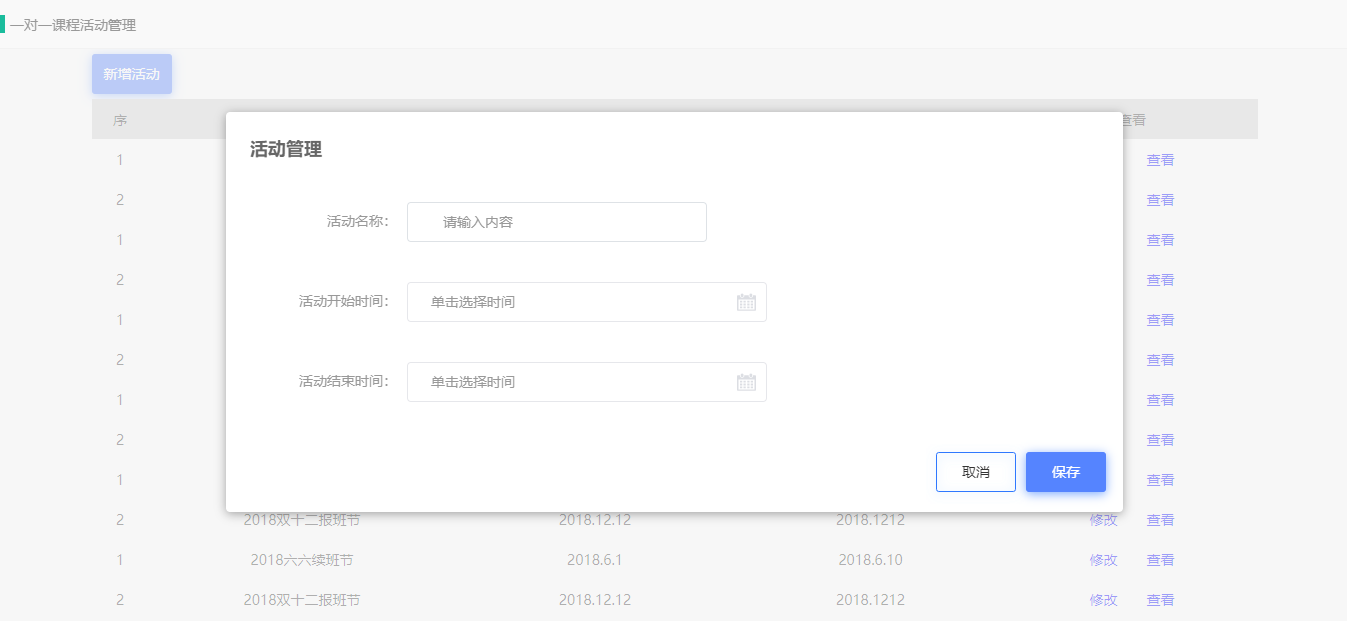 一对一课程活动管理
新增活动
序 查看
1 查看
2 查看
1 查看
2 查看
1 查看
2 查看
1 查看
2 查看
1 查看
活动管理
活动名称： 请输入内容
活动开始时间： 单击选择时间
活动结束时间： 单击选择时间
取消 保存
2 2018双十二报班节 2018.12.12 2018.1212 修改 查看
1 2018六六续班节 2018.6.1 2018.6.10 修改 查看
2 2018双十二报班节 2018.12.12 2018.1212 修改 查看